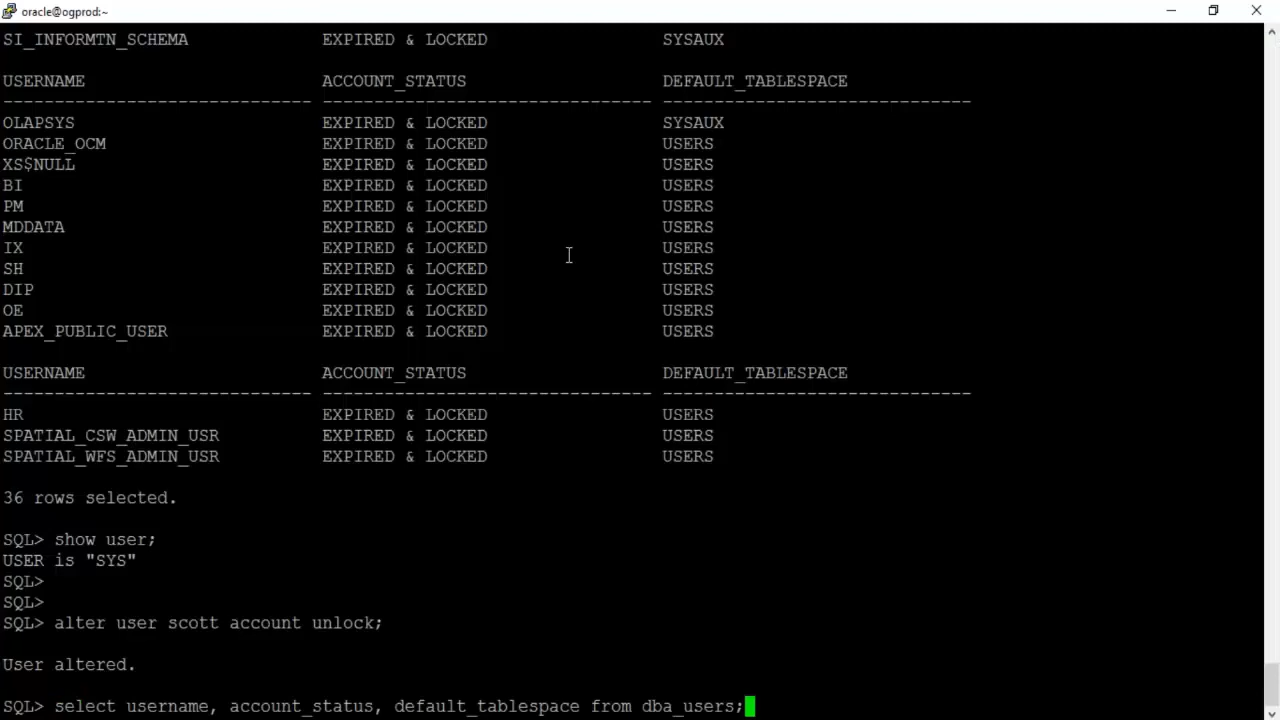 oracle@ogprod:~
SI_INFORMTN_SCHEMA EXPIRED & LOCKED SYSAUX
USERNAME ACCOUNT_STATUS DEFAULT_TABLESPACE
------------------------------ -------------------------------- ------------------------------
OLAPSYS EXPIRED & LOCKED SYSAUX
ORACLE_OCM EXPIRED & LOCKED USERS
XS$NULL EXPIRED & LOCKED USERS
BI EXPIRED & LOCKED USERS
PM EXPIRED & LOCKED USERS
MDDATA EXPIRED & LOCKED USERS
IX EXPIRED & LOCKED USERS
SH EXPIRED & LOCKED USERS
DIP EXPIRED & LOCKED USERS
OE EXPIRED & LOCKED USERS
APEX_PUBLIC_USER EXPIRED & LOCKED USERS
USERNAME ACCOUNT_STATUS DEFAULT_TABLESPACE
------------------------------ -------------------------------- ------------------------------
HR EXPIRED & LOCKED USERS
SPATIAL_CSW_ADMIN_USR EXPIRED & LOCKED USERS
SPATIAL_WFS_ADMIN_USR EXPIRED & LOCKED USERS
36 rows selected.
SQL> show user;
USER is "SYS"
SQL>
SQL>
SQL> alter user scott account unlock;
User altered.
SQL> select username, account_status, default_tablespace from dba_users;